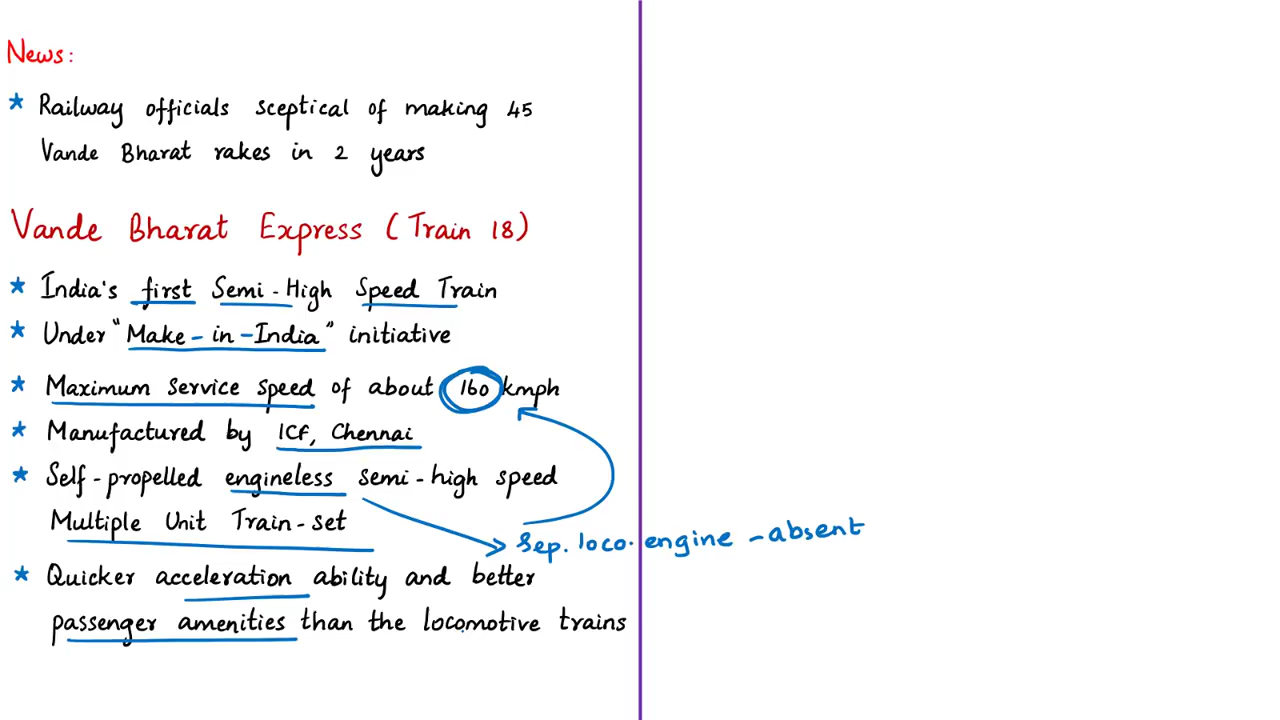 News:
* Railway officials sceptical of making 45
Vande Bharat rakes in 2 years
Vande Bharat Express (Train 18)
* India's first Semi-High Speed Train
* Under "Make-in-India" initiative
* Maximum service speed of about 160 kmph
* Manufactured by ICF, Chennai
* Self-propelled engineless semi-high speed
Multiple Unit Train-set
Sep. loco. engine - absent
* Quicker acceleration ability and better
passenger amenities than the locomotive trains